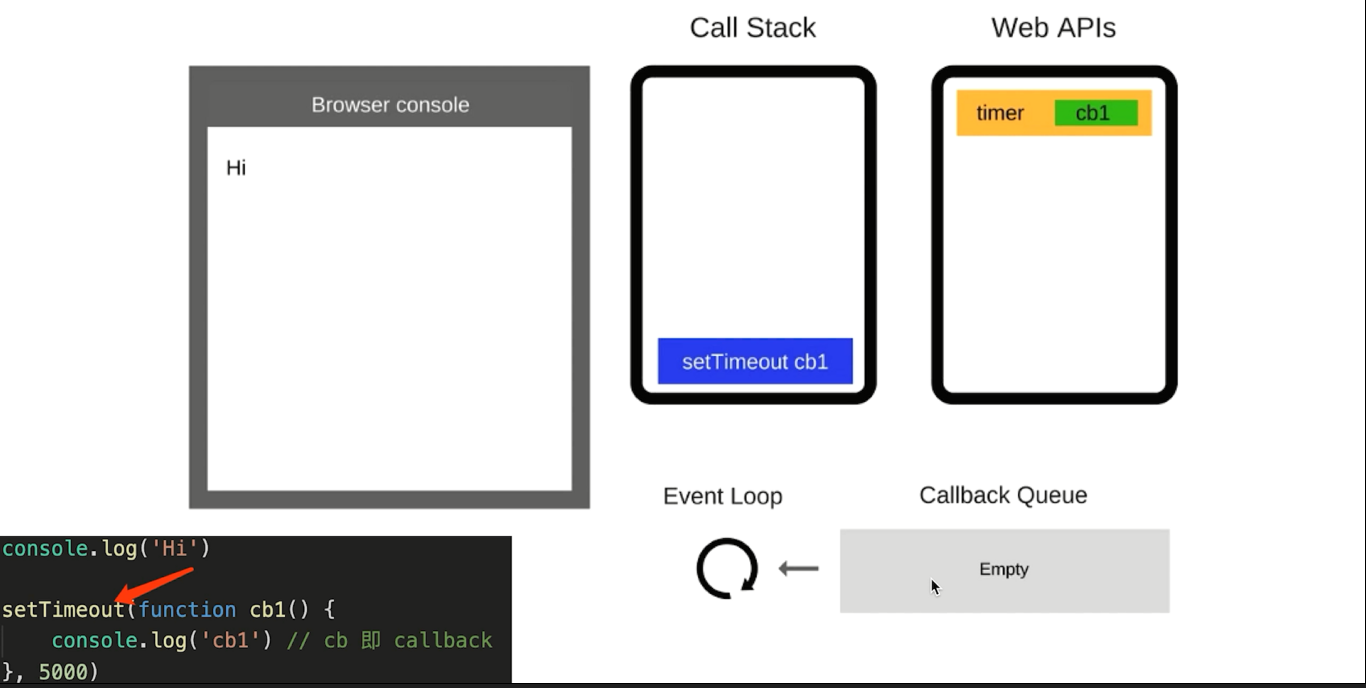 Call Stack
Web APIs
Browser console
Hi
timer cb1
setTimeout cb1
Event Loop
Callback Queue
Empty
console.log('Hi')
setTimeout(function cb1() {
    console.log('cb1') // cb 即 callback
}, 5000)